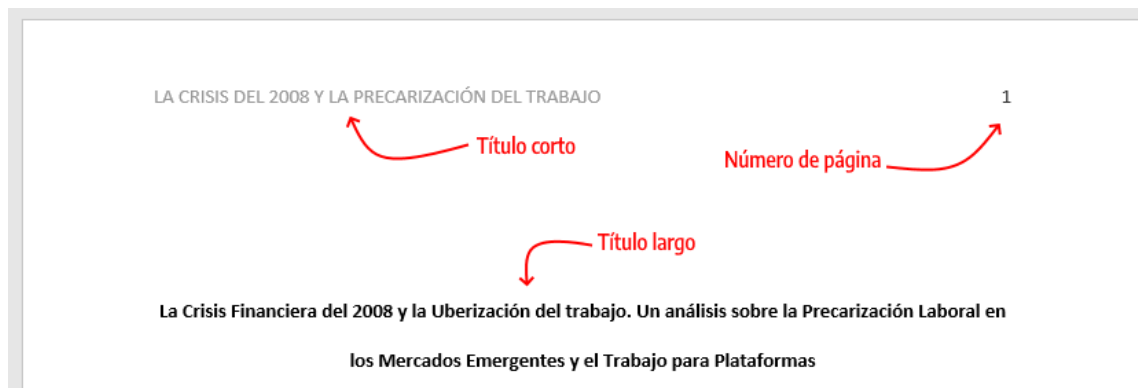 LA CRISIS DEL 2008 Y LA PRECARIZACIÓN DEL TRABAJO 1
Título corto
Número de página
Título largo
La Crisis Financiera del 2008 y la Uberización del trabajo. Un análisis sobre la Precarización Laboral en
los Mercados Emergentes y el Trabajo para Plataformas